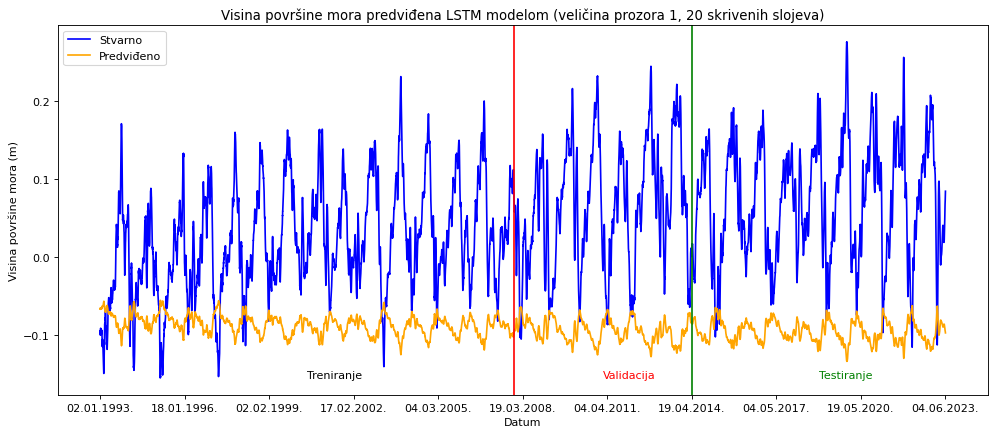 Visina površine mora predviđena LSTM modelom (veličina prozora 1, 20 skrivenih slojeva)
Stvarno
Predviđeno
Visina površine mora (m)
0.2
0.1
0.0
−0.1
Treniranje
Validacija
Testiranje
02.01.1993.
18.01.1996.
02.02.1999.
17.02.2002.
04.03.2005.
19.03.2008.
04.04.2011.
19.04.2014.
04.05.2017.
19.05.2020.
04.06.2023.
Datum